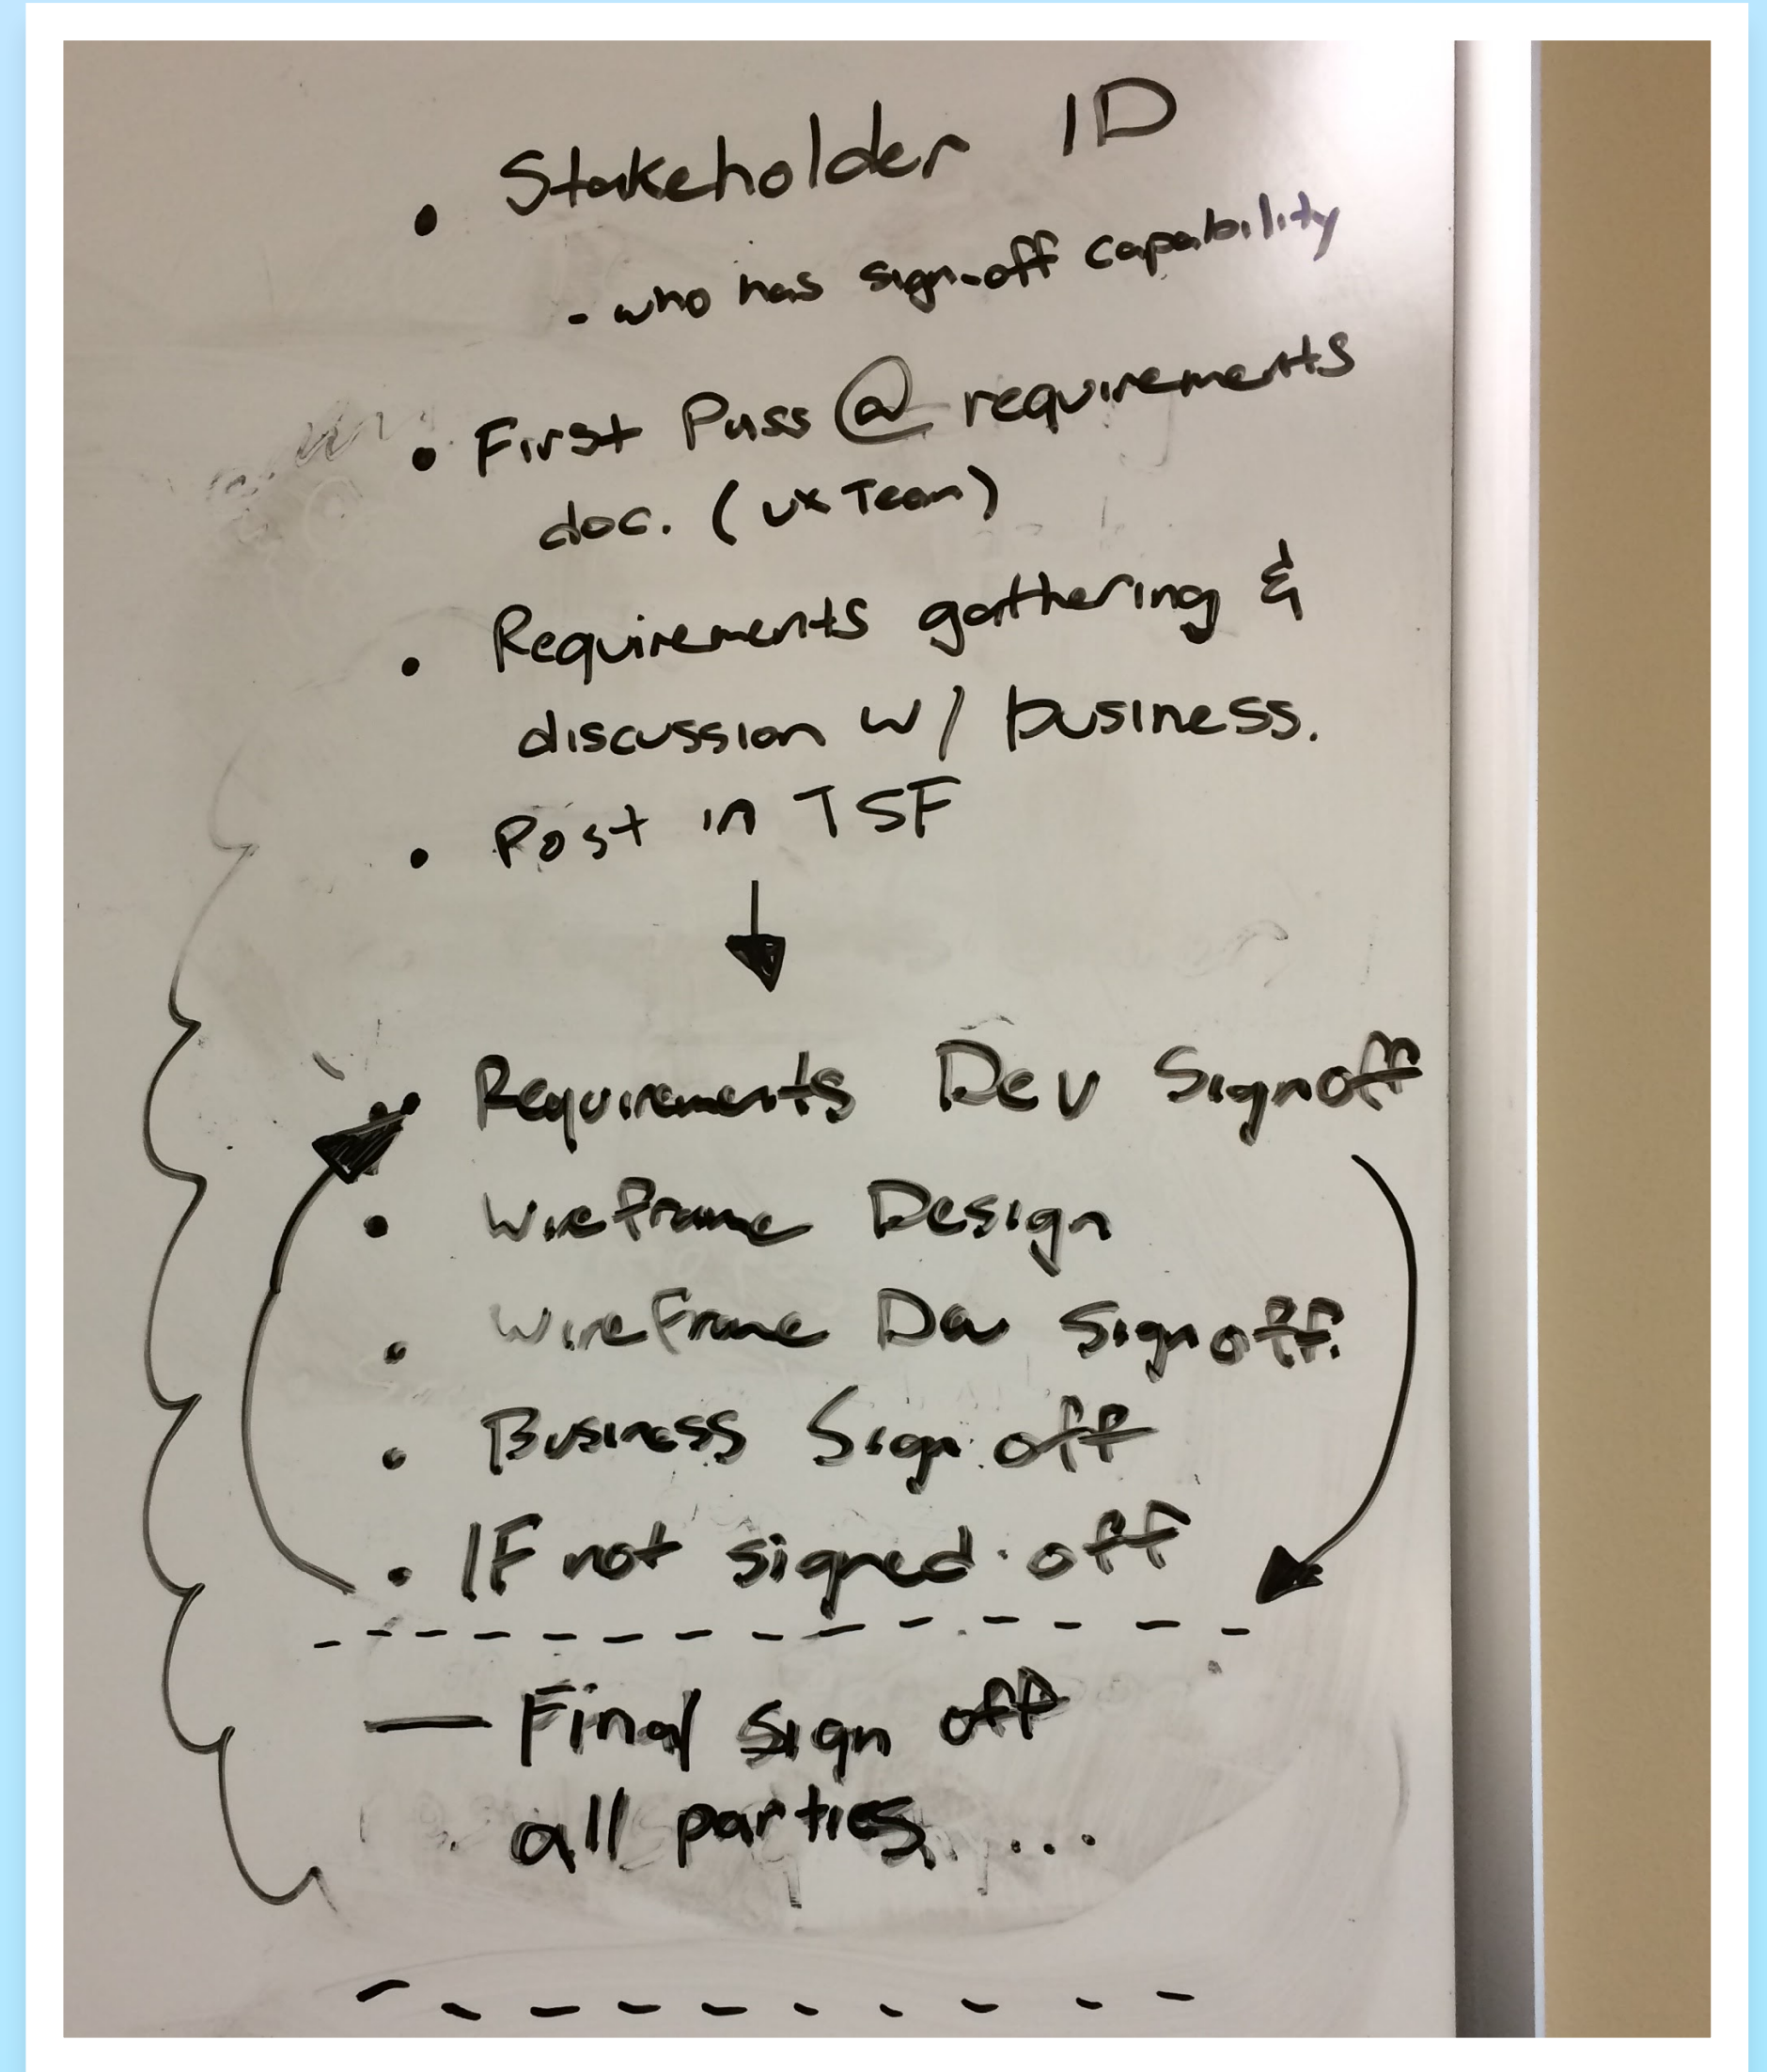 • Stakeholder ID
- who has sign-off capability
• First Pass @ requirements
doc. (UX Team)
• Requirements gathering &
discussion w/ business.
• Post in TSF
• Requirements Dev Signoff
• Wireframe Design
• Wireframe Dev Signoff.
• Business Sign off
• IF not signed off
— Final sign off
all parties ...